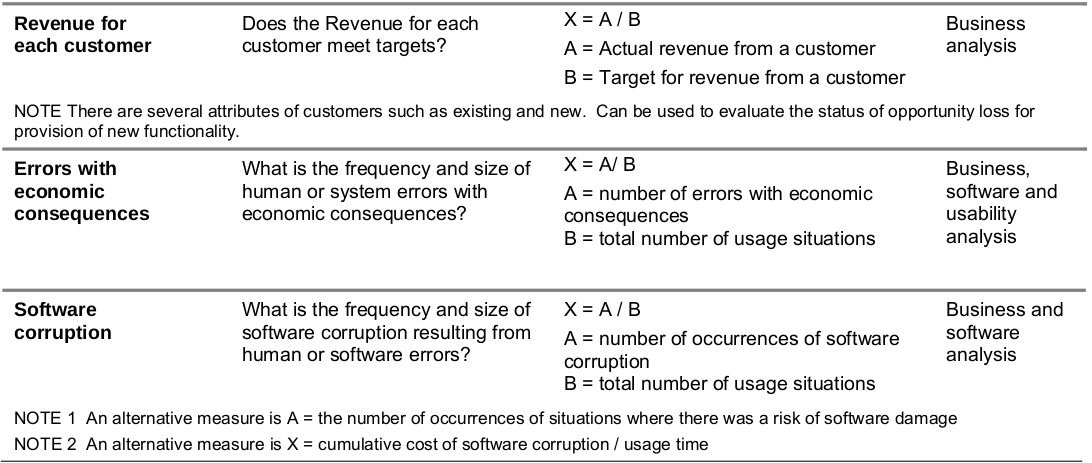 Revenue for each customer
Does the Revenue for each customer meet targets?
X = A / B
A = Actual revenue from a customer
B = Target for revenue from a customer
Business analysis
NOTE There are several attributes of customers such as existing and new. Can be used to evaluate the status of opportunity loss for
provision of new functionality.
Errors with economic consequences
What is the frequency and size of human or system errors with economic consequences?
X = A/ B
A = number of errors with economic consequences
B = total number of usage situations
Business, software and usability analysis
Software corruption
What is the frequency and size of software corruption resulting from human or software errors?
X = A / B
A = number of occurrences of software corruption
B = total number of usage situations
Business and software analysis
NOTE 1 An alternative measure is A = the number of occurrences of situations where there was a risk of software damage
NOTE 2 An alternative measure is X = cumulative cost of software corruption / usage time